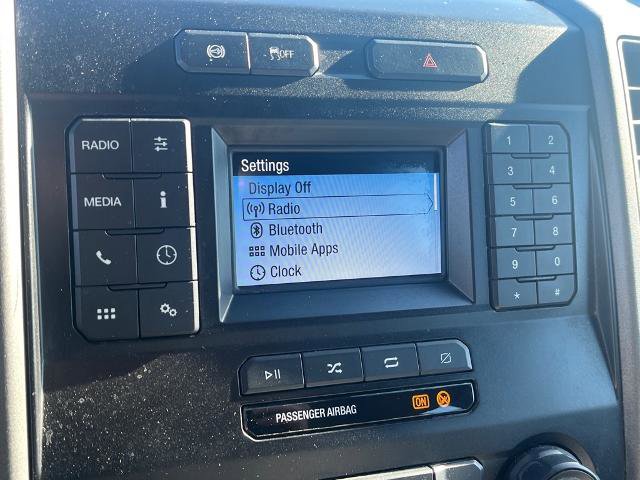 OFF
RADIO
MEDIA
Settings
Display Off
Radio
Bluetooth
Mobile Apps
Clock
1 2
3 4
5 6
7 8
9 0
* #
PASSENGER AIRBAG ON